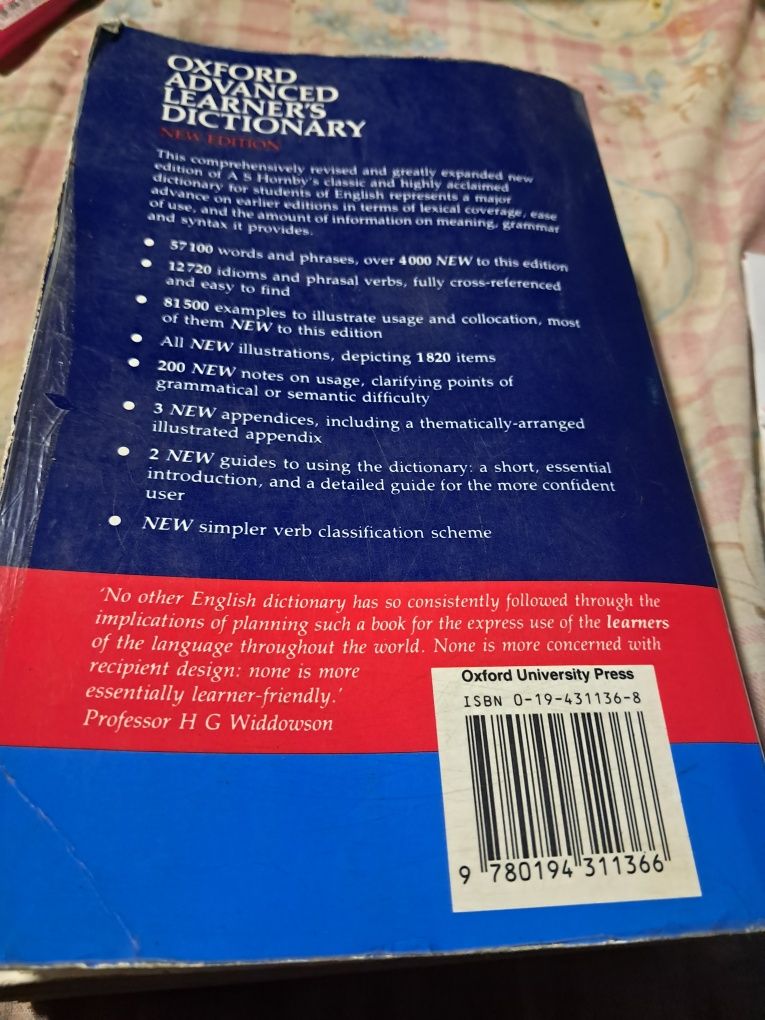 OXFORD
ADVANCED
LEARNER'S
DICTIONARY
NEW EDITION
This comprehensively revised and greatly expanded new
edition of A S Hornby's classic and highly acclaimed
dictionary for students of English represents a major
advance on earlier editions in terms of lexical coverage, ease
of use, and the amount of information on meaning, grammar
and syntax it provides.
• 57100 words and phrases, over 4000 NEW to this edition
• 12720 idioms and phrasal verbs, fully cross-referenced
and easy to find
• 81500 examples to illustrate usage and collocation, most
of them NEW to this edition
• All NEW illustrations, depicting 1820 items
• 200 NEW notes on usage, clarifying points of
grammatical or semantic difficulty
• 3 NEW appendices, including a thematically-arranged
illustrated appendix
• 2 NEW guides to using the dictionary: a short, essential
introduction, and a detailed guide for the more confident
user
• NEW simpler verb classification scheme
'No other English dictionary has so consistently followed through the
implications of planning such a book for the express use of the learners
of the language throughout the world. None is more concerned with
recipient design: none is more
essentially learner-friendly.'
Professor H G Widdowson
Oxford University Press
ISBN 0-19-431136-8
9 780194 311366